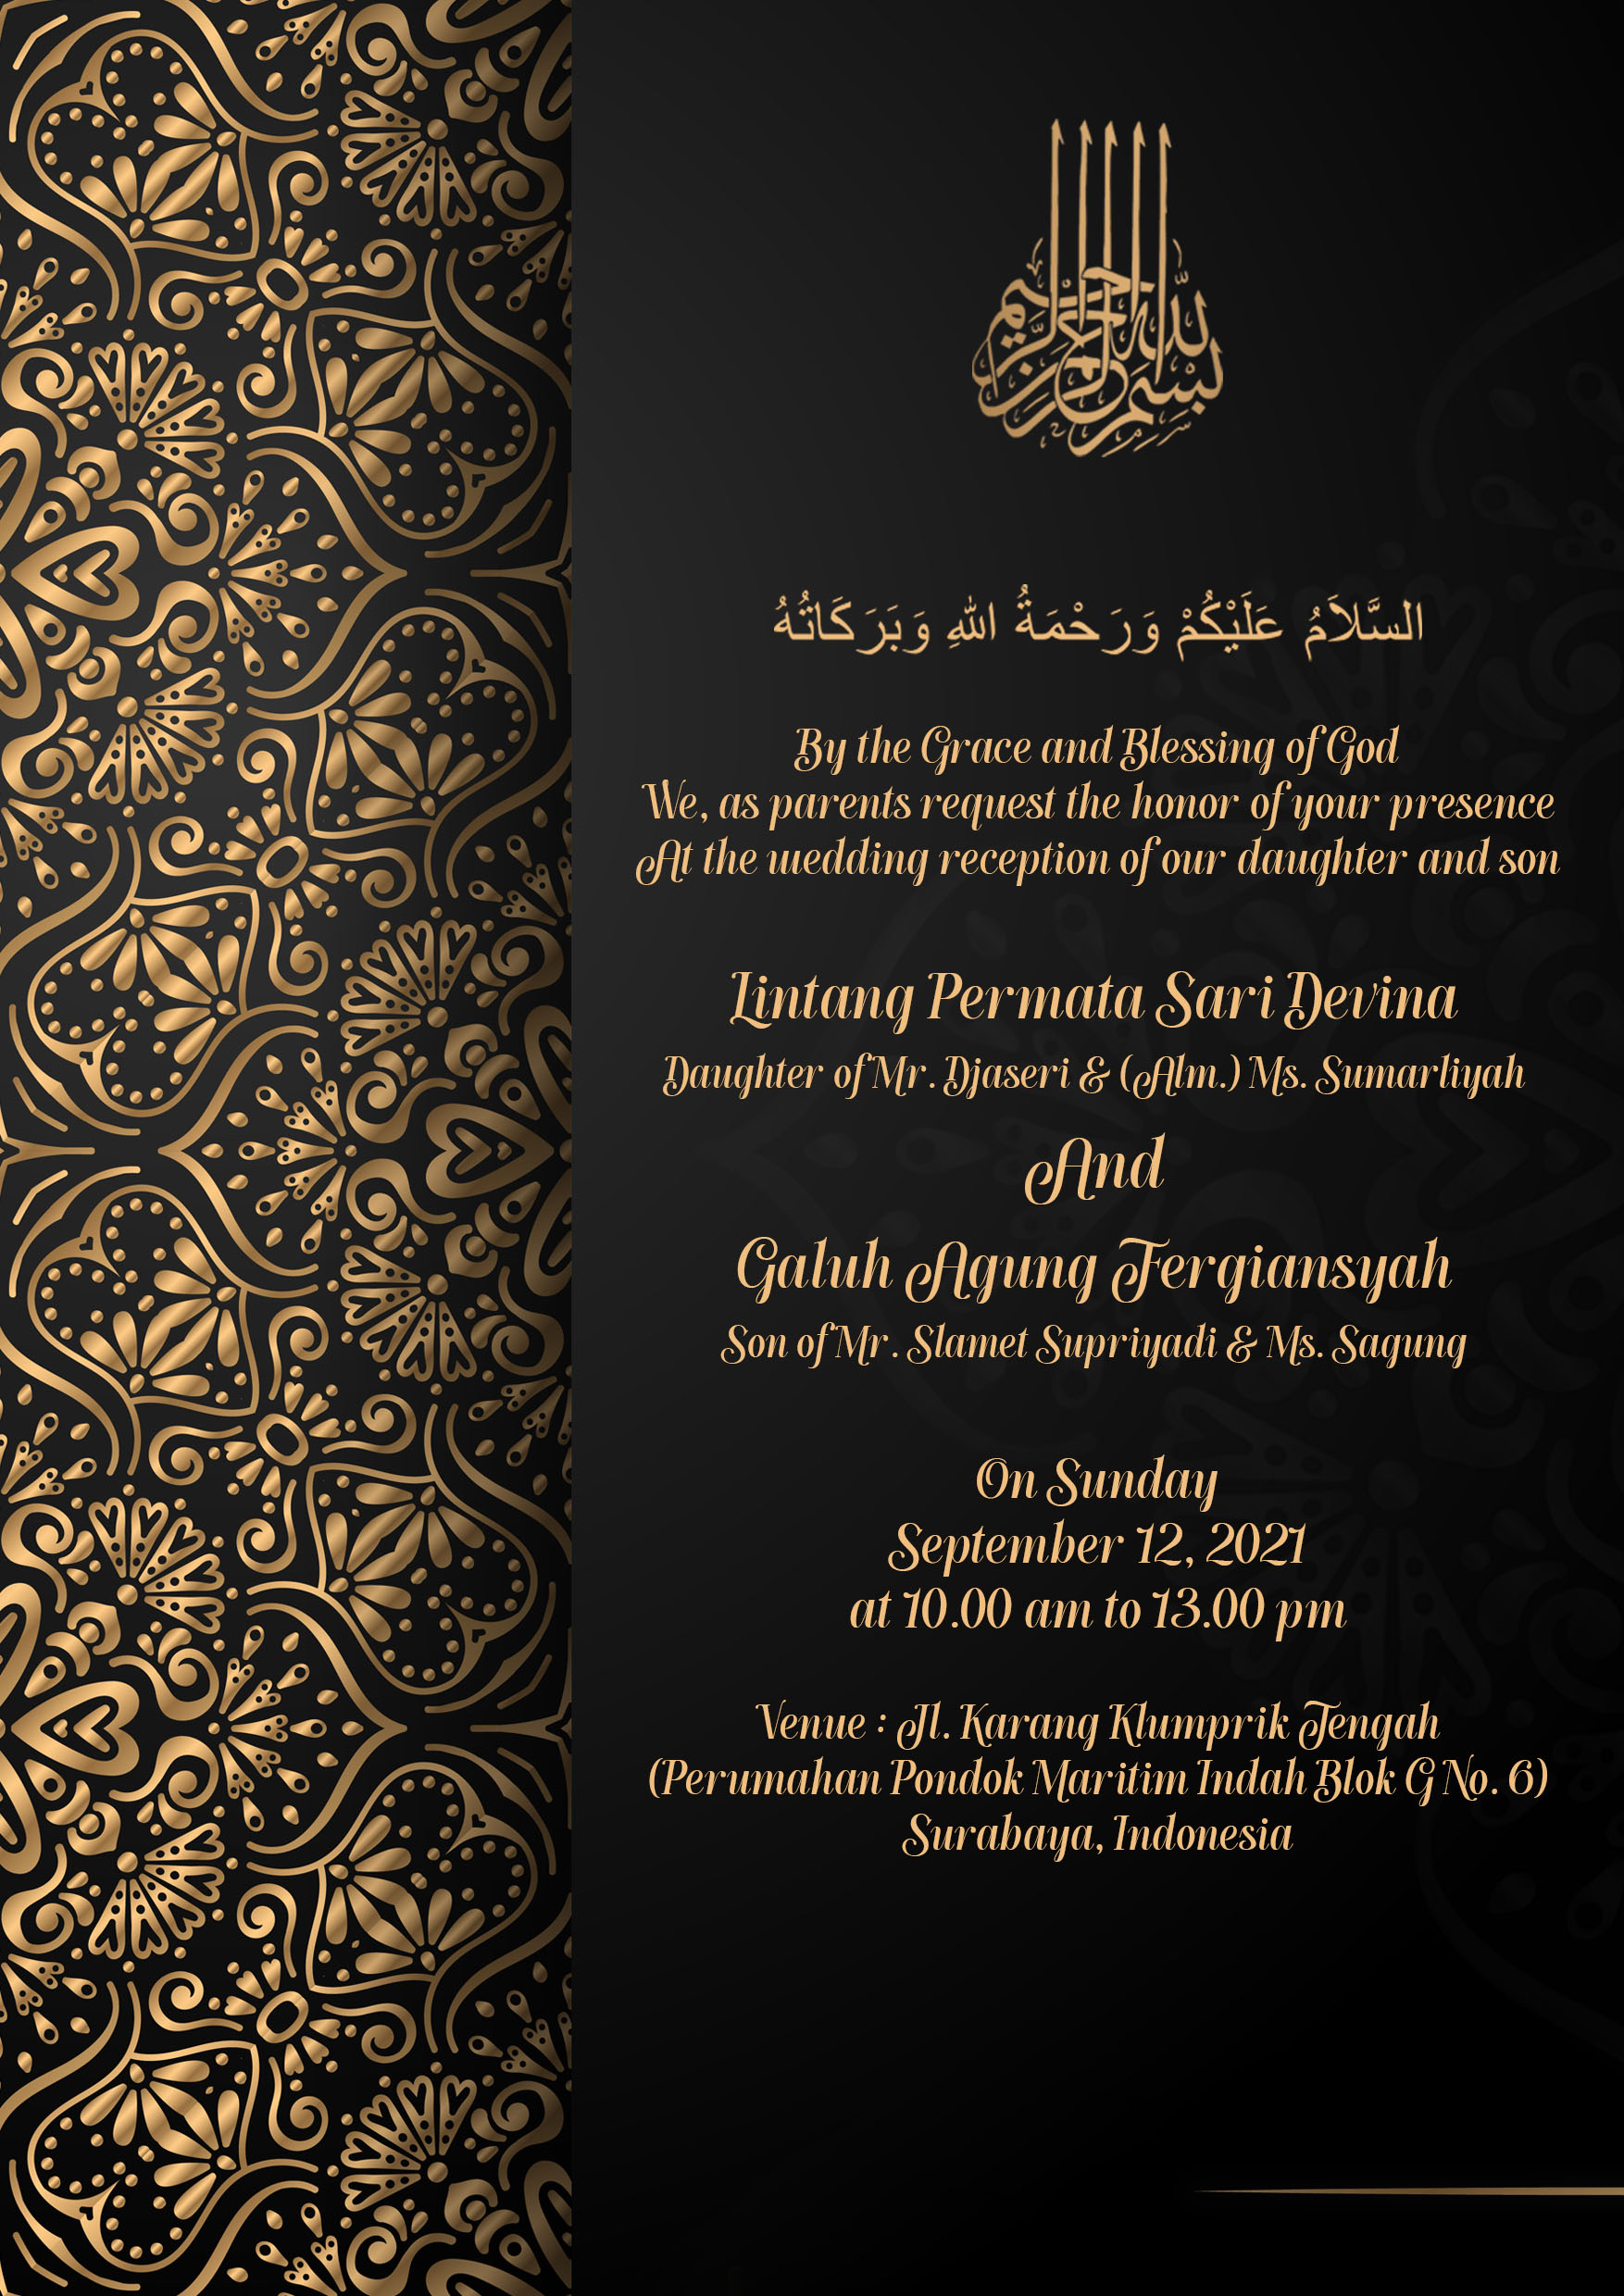 بسم الله الرحمن الرحيم
السَّلاَمُ عَلَيْكُمْ وَرَحْمَةُ اللهِ وَبَرَكَاتُهُ
By the Grace and Blessing of God
We, as parents request the honor of your presence
At the wedding reception of our daughter and son
Lintang Permata Sari Devina
Daughter of Mr. Djaseri & (Alm.) Ms. Sumarliyah
And
Galuh Agung Fergiansyah
Son of Mr. Slamet Supriyadi & Ms. Sagung
On Sunday
September 12, 2021
at 10.00 am to 13.00 pm
Venue : Jl. Karang Klumprik Tengah
(Perumahan Pondok Maritim Indah Blok G No. 6)
Surabaya, Indonesia